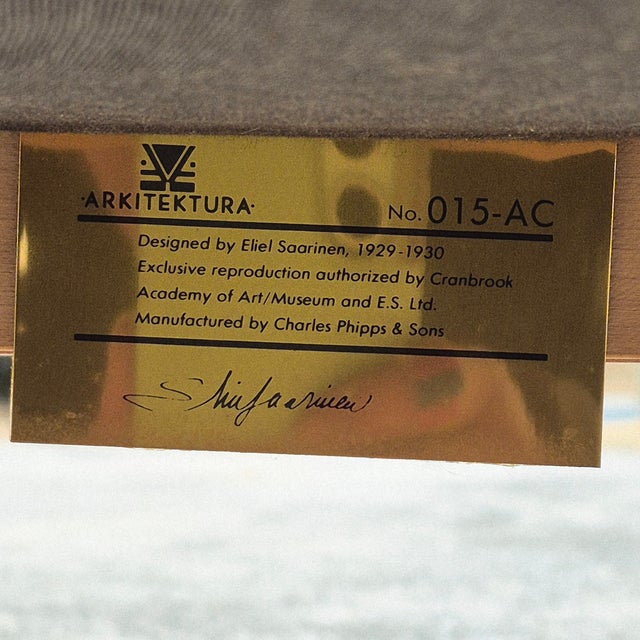 ·ARKITEKTURA·
No. 015-AC
Designed by Eliel Saarinen, 1929-1930
Exclusive reproduction authorized by Cranbrook
Academy of Art/Museum and E.S. Ltd.
Manufactured by Charles Phipps & Sons